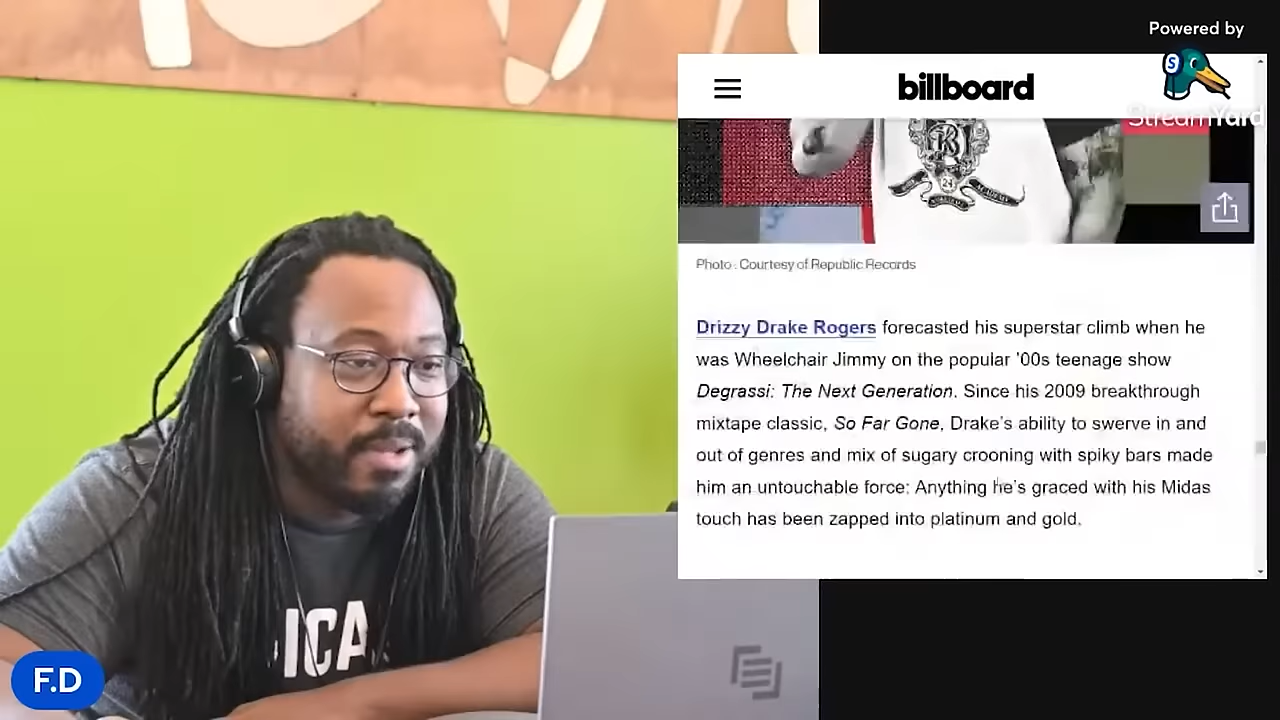 Powered by
StreamYard
billboard
24
ACADEMY
Photo: Courtesy of Republic Records
Drizzy Drake Rogers forecasted his superstar climb when he
was Wheelchair Jimmy on the popular '00s teenage show
Degrassi: The Next Generation. Since his 2009 breakthrough
mixtape classic, So Far Gone, Drake's ability to swerve in and
out of genres and mix of sugary crooning with spiky bars made
him an untouchable force: Anything he's graced with his Midas
touch has been zapped into platinum and gold.
ICA
F.D